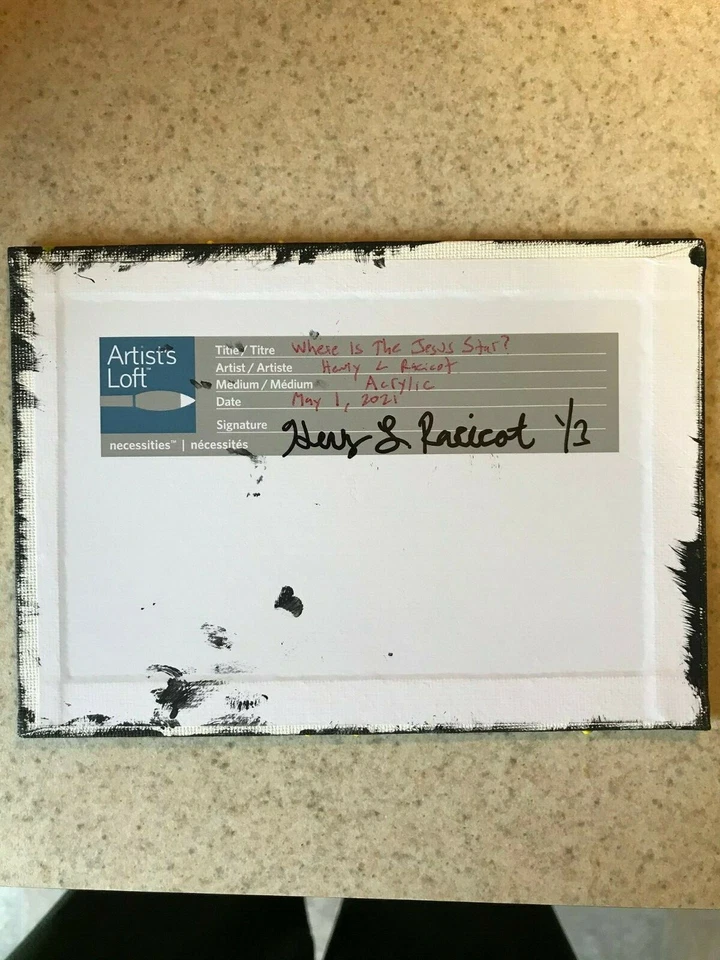 Artist's
Loft™
necessities™ | nécessités
Title / Titre Where Is The Jesus Star?
Artist / Artiste Henry L Racicot
Medium / Médium Acrylic
Date May 1, 2021
Signature Henry L Racicot 1/3